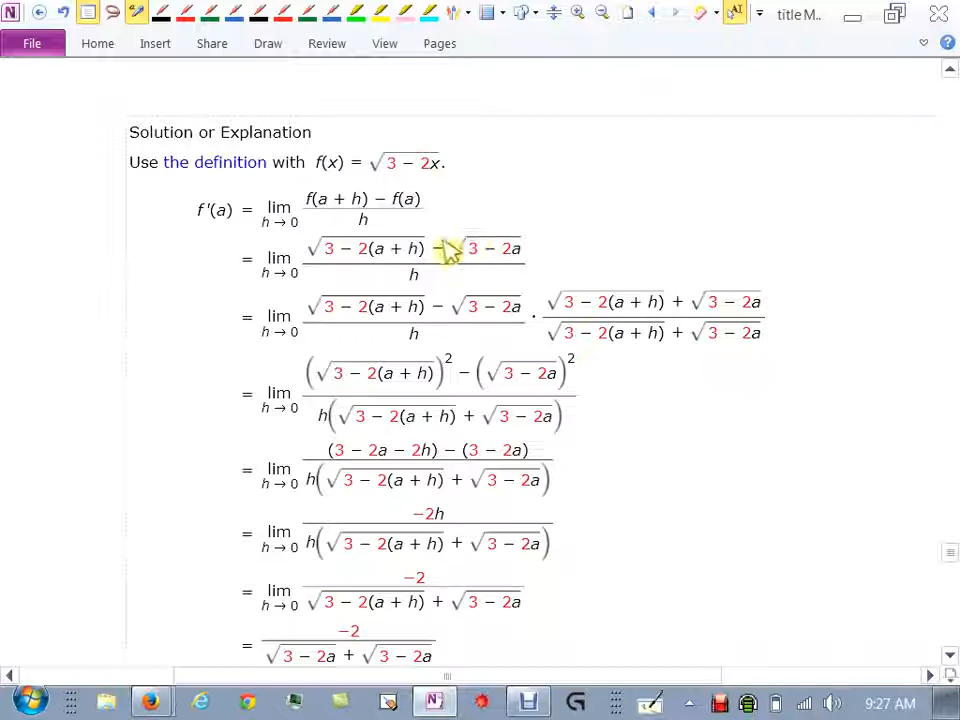 title M..
File Home Insert Share Draw Review View Pages
Solution or Explanation
Use the definition with f(x) = √(3 − 2x).
f'(a) = lim h → 0 (f(a + h) − f(a)) / h
= lim h → 0 (√(3 − 2(a + h)) − √(3 − 2a)) / h
= lim h → 0 (√(3 − 2(a + h)) − √(3 − 2a)) / h · (√(3 − 2(a + h)) + √(3 − 2a)) / (√(3 − 2(a + h)) + √(3 − 2a))
= lim h → 0 ((√(3 − 2(a + h)))² − (√(3 − 2a))²) / (h(√(3 − 2(a + h)) + √(3 − 2a)))
= lim h → 0 ((3 − 2a − 2h) − (3 − 2a)) / (h(√(3 − 2(a + h)) + √(3 − 2a)))
= lim h → 0 −2h / (h(√(3 − 2(a + h)) + √(3 − 2a)))
= lim h → 0 −2 / (√(3 − 2(a + h)) + √(3 − 2a))
= −2 / (√(3 − 2a) + √(3 − 2a))
9:27 AM